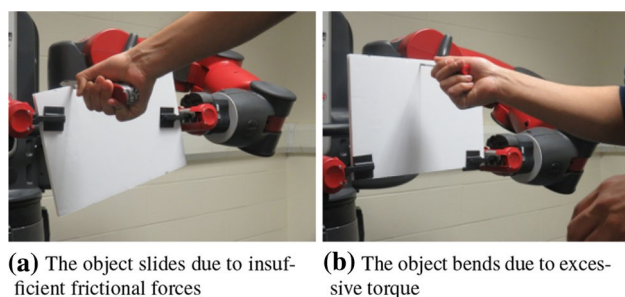 (a) The object slides due to insuf-
ficient frictional forces
(b) The object bends due to exces-
sive torque